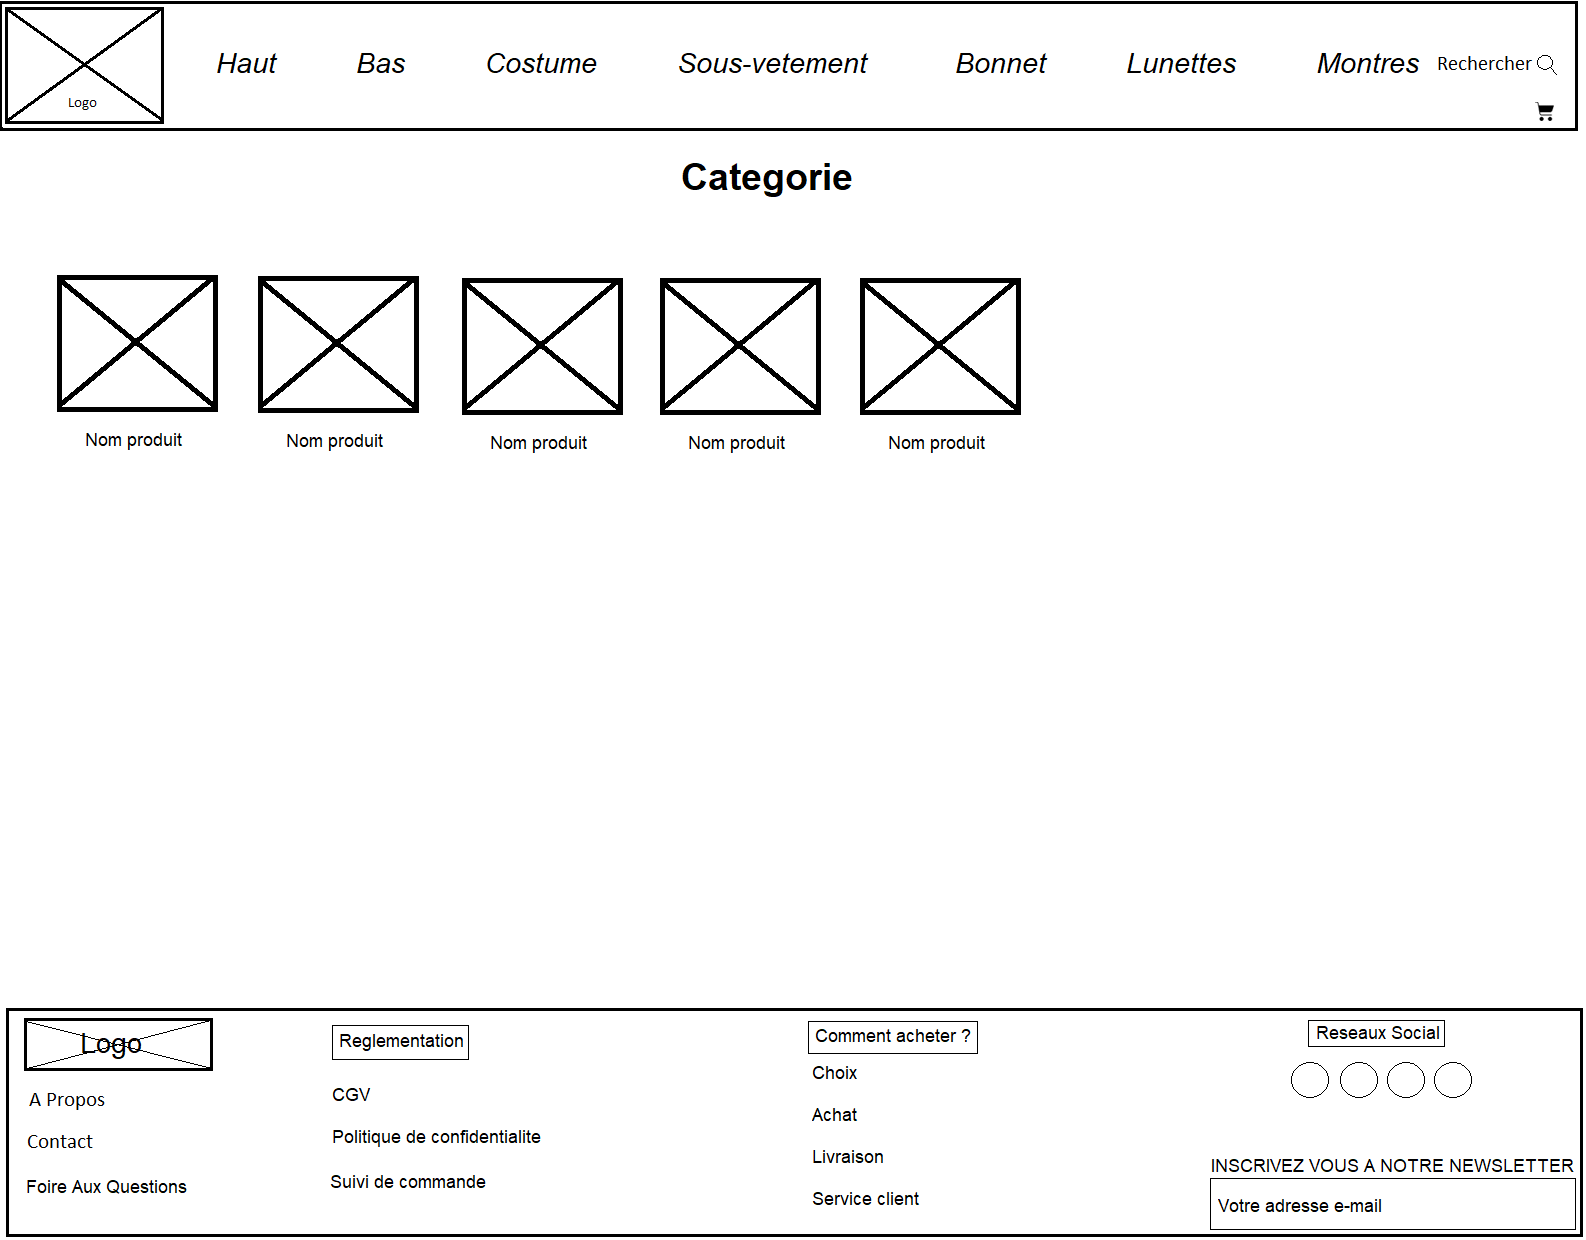 Logo
Haut
Bas
Costume
Sous-vetement
Bonnet
Lunettes
Montres
Rechercher
Categorie
Nom produit
Nom produit
Nom produit
Nom produit
Nom produit
Logo
A Propos
Contact
Foire Aux Questions
Reglementation
CGV
Politique de confidentialite
Suivi de commande
Comment acheter ?
Choix
Achat
Livraison
Service client
Reseaux Social
INSCRIVEZ VOUS A NOTRE NEWSLETTER
Votre adresse e-mail